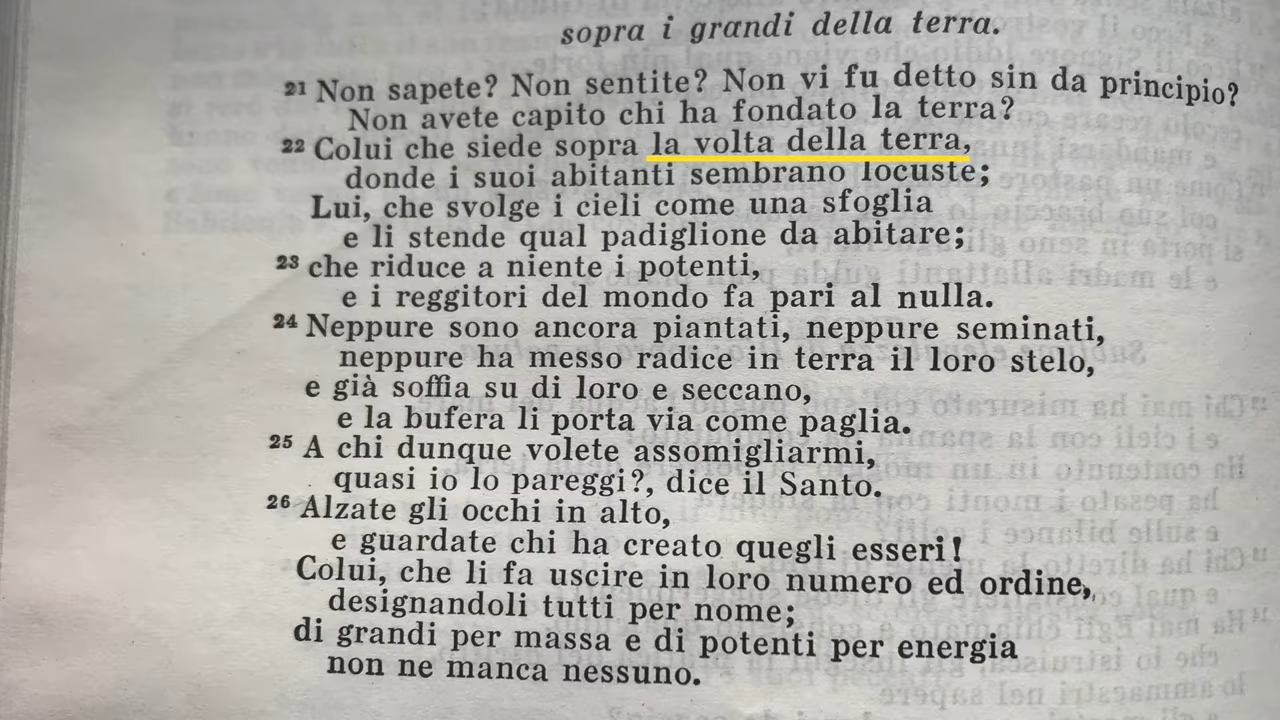 sopra i grandi della terra.
21 Non sapete? Non sentite? Non vi fu detto sin da principio?
Non avete capito chi ha fondato la terra?
22 Colui che siede sopra la volta della terra,
donde i suoi abitanti sembrano locuste;
Lui, che svolge i cieli come una sfoglia
e li stende qual padiglione da abitare;
23 che riduce a niente i potenti,
e i reggitori del mondo fa pari al nulla.
24 Neppure sono ancora piantati, neppure seminati,
neppure ha messo radice in terra il loro stelo,
e già soffia su di loro e seccano,
e la bufera li porta via come paglia.
25 A chi dunque volete assomigliarmi,
quasi io lo pareggi?, dice il Santo.
26 Alzate gli occhi in alto,
e guardate chi ha creato quegli esseri!
Colui, che li fa uscire in loro numero ed ordine,
designandoli tutti per nome;
di grandi per massa e di potenti per energia
non ne manca nessuno.